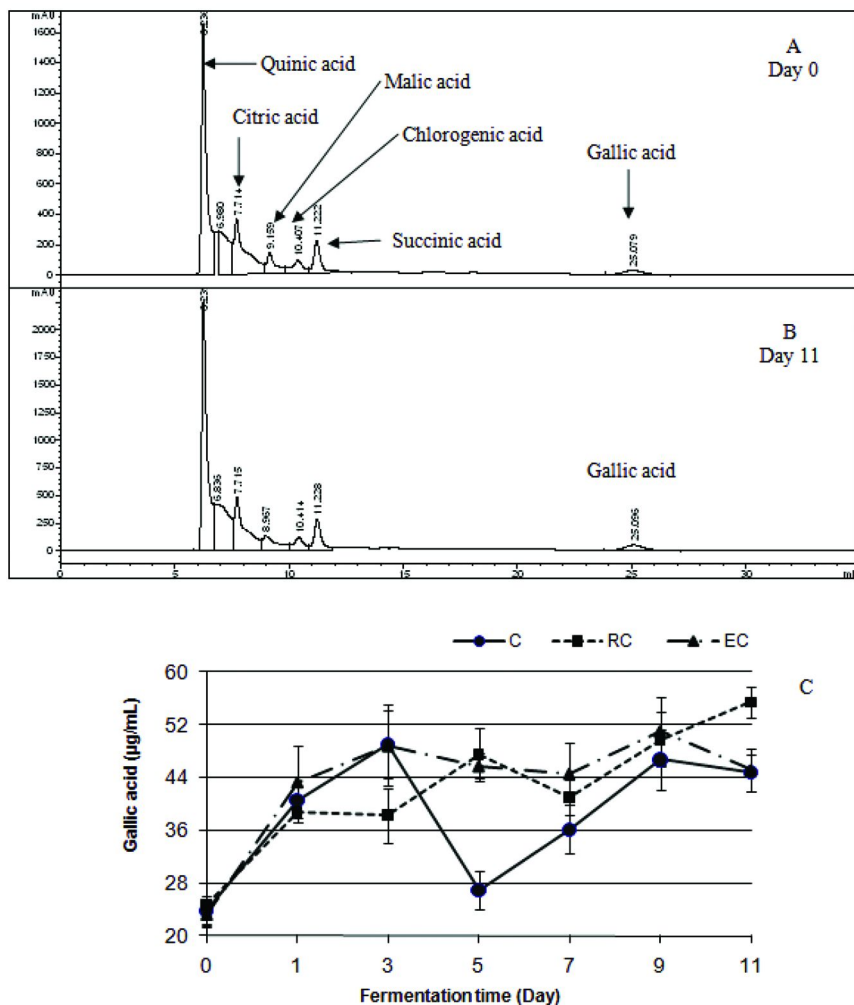 mAU
1600
1400
1200
1000
800
600
400
200
0
Quinic acid
Citric acid
Malic acid
Chlorogenic acid
Succinic acid
Gallic acid
A
Day 0
6.980
7.714
9.159
10.407
11.222
25.079
mAU
2000
1750
1500
1250
1000
750
500
250
0
B
Day 11
Gallic acid
6.836
7.715
8.967
10.414
11.228
25.096
0 5 10 15 20 25 30
C RC EC
C
Gallic acid (µg/mL)
60
52
44
36
28
20
0 1 3 5 7 9 11
Fermentation time (Day)